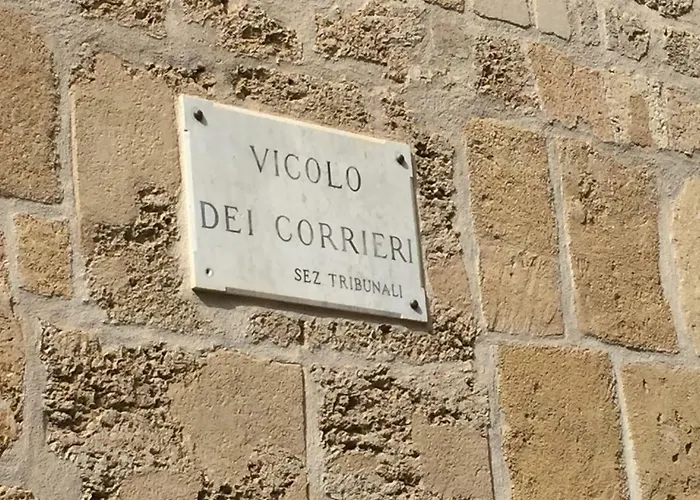 VICOLO
DEI CORRIERI
SEZ TRIBUNALI